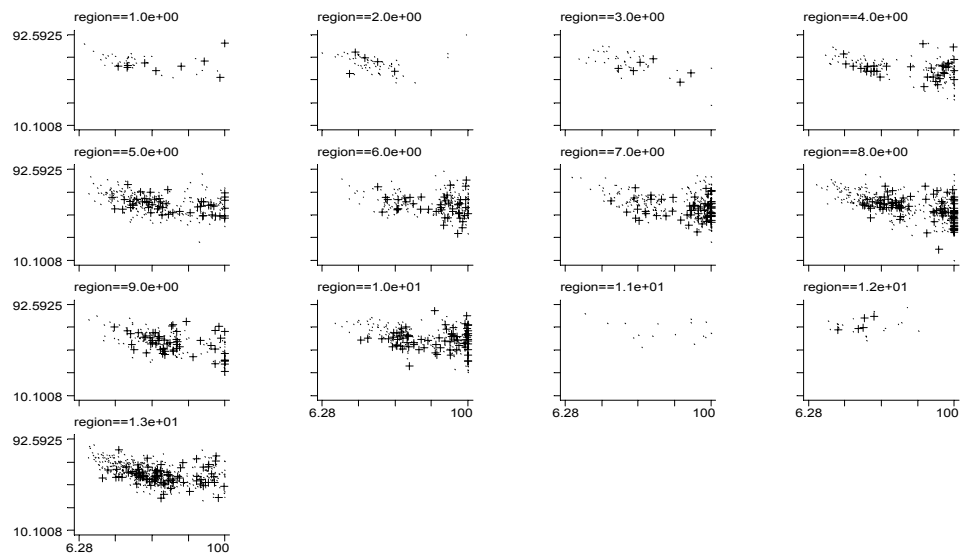 region==1.0e+00 region==2.0e+00 region==3.0e+00 region==4.0e+00
92.5925
10.1008
region==5.0e+00 region==6.0e+00 region==7.0e+00 region==8.0e+00
92.5925
10.1008
region==9.0e+00 region==1.0e+01 region==1.1e+01 region==1.2e+01
92.5925
10.1008
6.28 100 6.28 100 6.28 100
region==1.3e+01
92.5925
10.1008
6.28 100